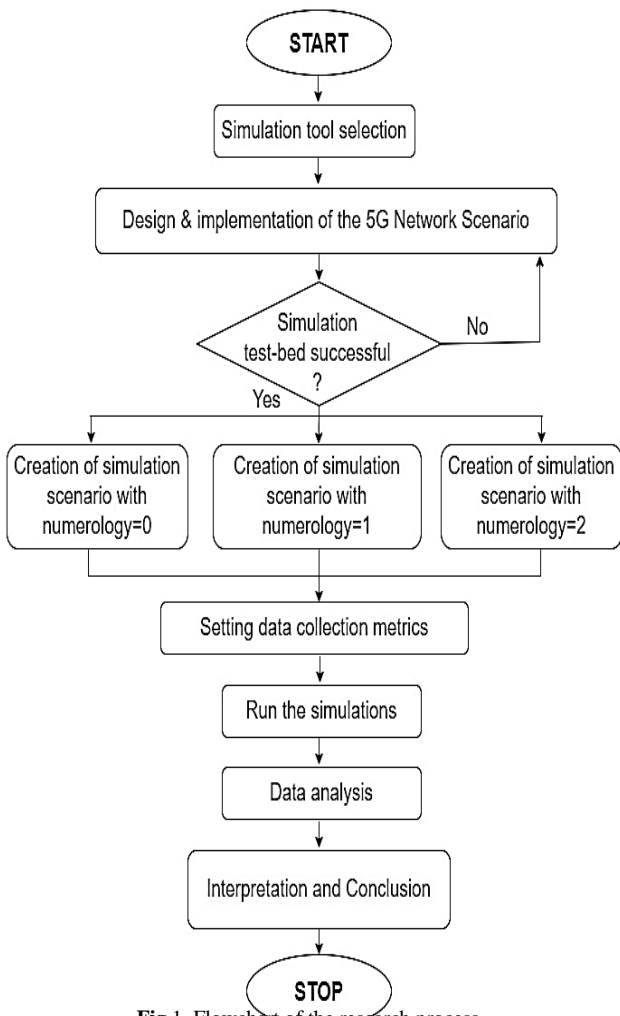 START
Simulation tool selection
Design & implementation of the 5G Network Scenario
Simulation
test-bed successful
?
No
Yes
Creation of simulation
scenario with
numerology=0
Creation of simulation
scenario with
numerology=1
Creation of simulation
scenario with
numerology=2
Setting data collection metrics
Run the simulations
Data analysis
Interpretation and Conclusion
STOP
Fig 1. Flowchart of the research process